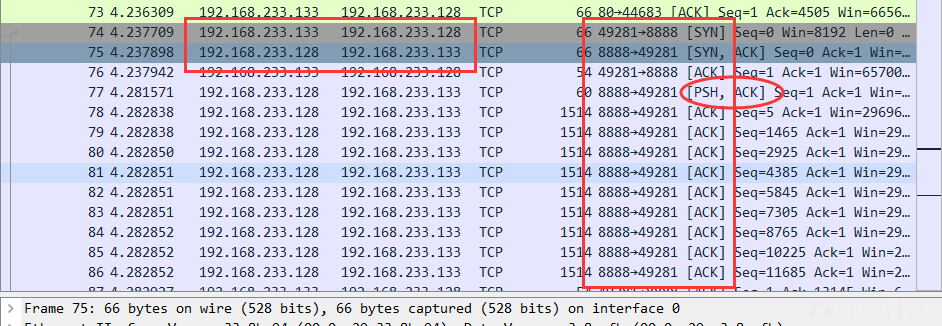 73 4.236309 192.168.233.133 192.168.233.128 TCP 66 80→44683 [ACK] Seq=1 Ack=4505 Win=6656…
74 4.237709 192.168.233.133 192.168.233.128 TCP 66 49281→8888 [SYN] Seq=0 Win=8192 Len=0 …
75 4.237898 192.168.233.128 192.168.233.133 TCP 66 8888→49281 [SYN, ACK] Seq=0 Ack=1 Win=…
76 4.237942 192.168.233.133 192.168.233.128 TCP 54 49281→8888 [ACK] Seq=1 Ack=1 Win=65700…
77 4.281571 192.168.233.128 192.168.233.133 TCP 60 8888→49281 [PSH, ACK] Seq=1 Ack=1 Win=…
78 4.282838 192.168.233.128 192.168.233.133 TCP 1514 8888→49281 [ACK] Seq=5 Ack=1 Win=29696…
79 4.282838 192.168.233.128 192.168.233.133 TCP 1514 8888→49281 [ACK] Seq=1465 Ack=1 Win=29…
80 4.282850 192.168.233.128 192.168.233.133 TCP 1514 8888→49281 [ACK] Seq=2925 Ack=1 Win=29…
81 4.282851 192.168.233.128 192.168.233.133 TCP 1514 8888→49281 [ACK] Seq=4385 Ack=1 Win=29…
82 4.282851 192.168.233.128 192.168.233.133 TCP 1514 8888→49281 [ACK] Seq=5845 Ack=1 Win=29…
83 4.282851 192.168.233.128 192.168.233.133 TCP 1514 8888→49281 [ACK] Seq=7305 Ack=1 Win=29…
84 4.282851 192.168.233.128 192.168.233.133 TCP 1514 8888→49281 [ACK] Seq=8765 Ack=1 Win=29…
85 4.282851 192.168.233.128 192.168.233.133 TCP 1514 8888→49281 [ACK] Seq=10225 Ack=1 Win=2…
86 4.282851 192.168.233.128 192.168.233.133 TCP 1514 8888→49281 [ACK] Seq=11685 Ack=1 Win=2…
Frame 75: 66 bytes on wire (528 bits), 66 bytes captured (528 bits) on interface 0